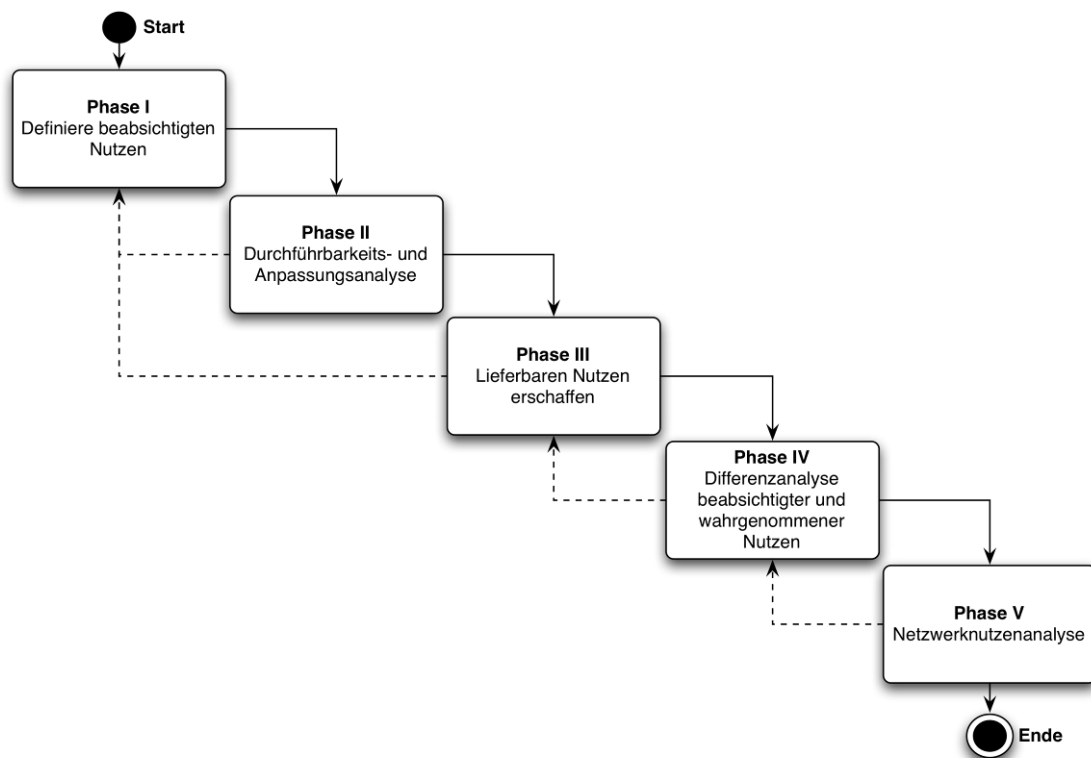 Start
Phase I
Definiere beabsichtigten
Nutzen
Phase II
Durchführbarkeits- und
Anpassungsanalyse
Phase III
Lieferbaren Nutzen
erschaffen
Phase IV
Differenzanalyse
beabsichtigter und
wahrgenommener
Nutzen
Phase V
Netzwerknutzenanalyse
Ende